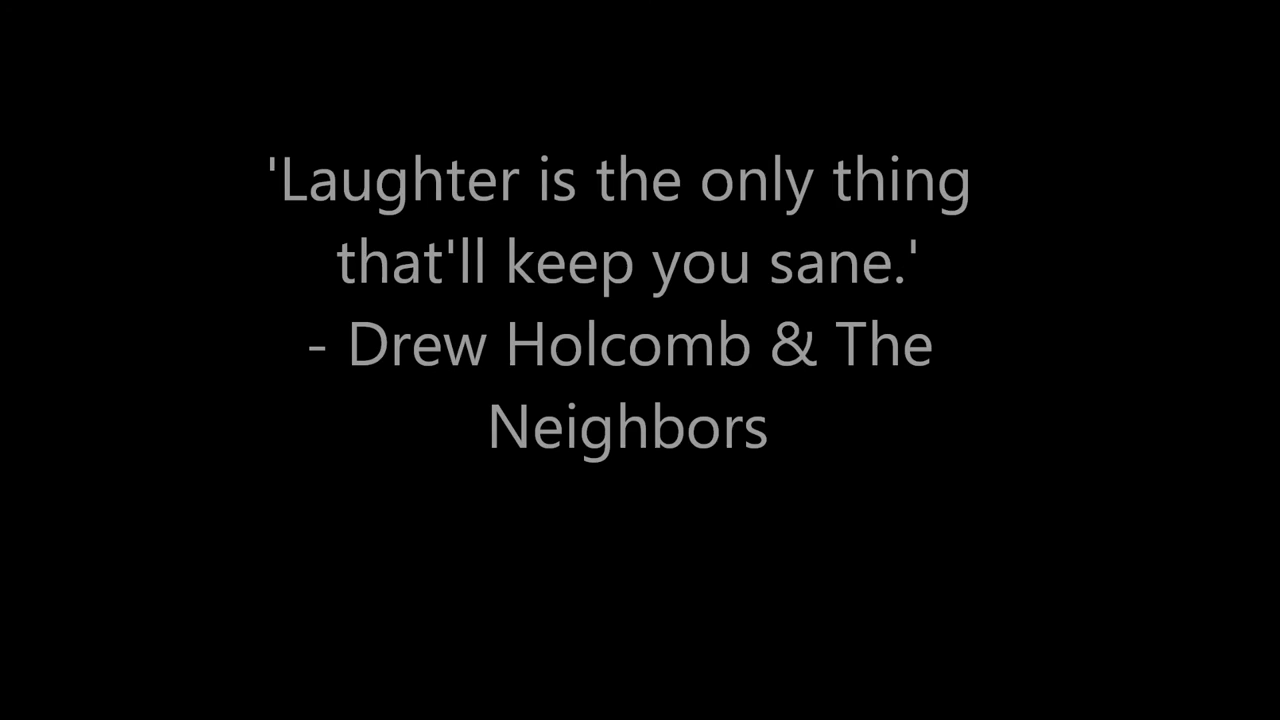 'Laughter is the only thing
that'll keep you sane.'
- Drew Holcomb & The
Neighbors